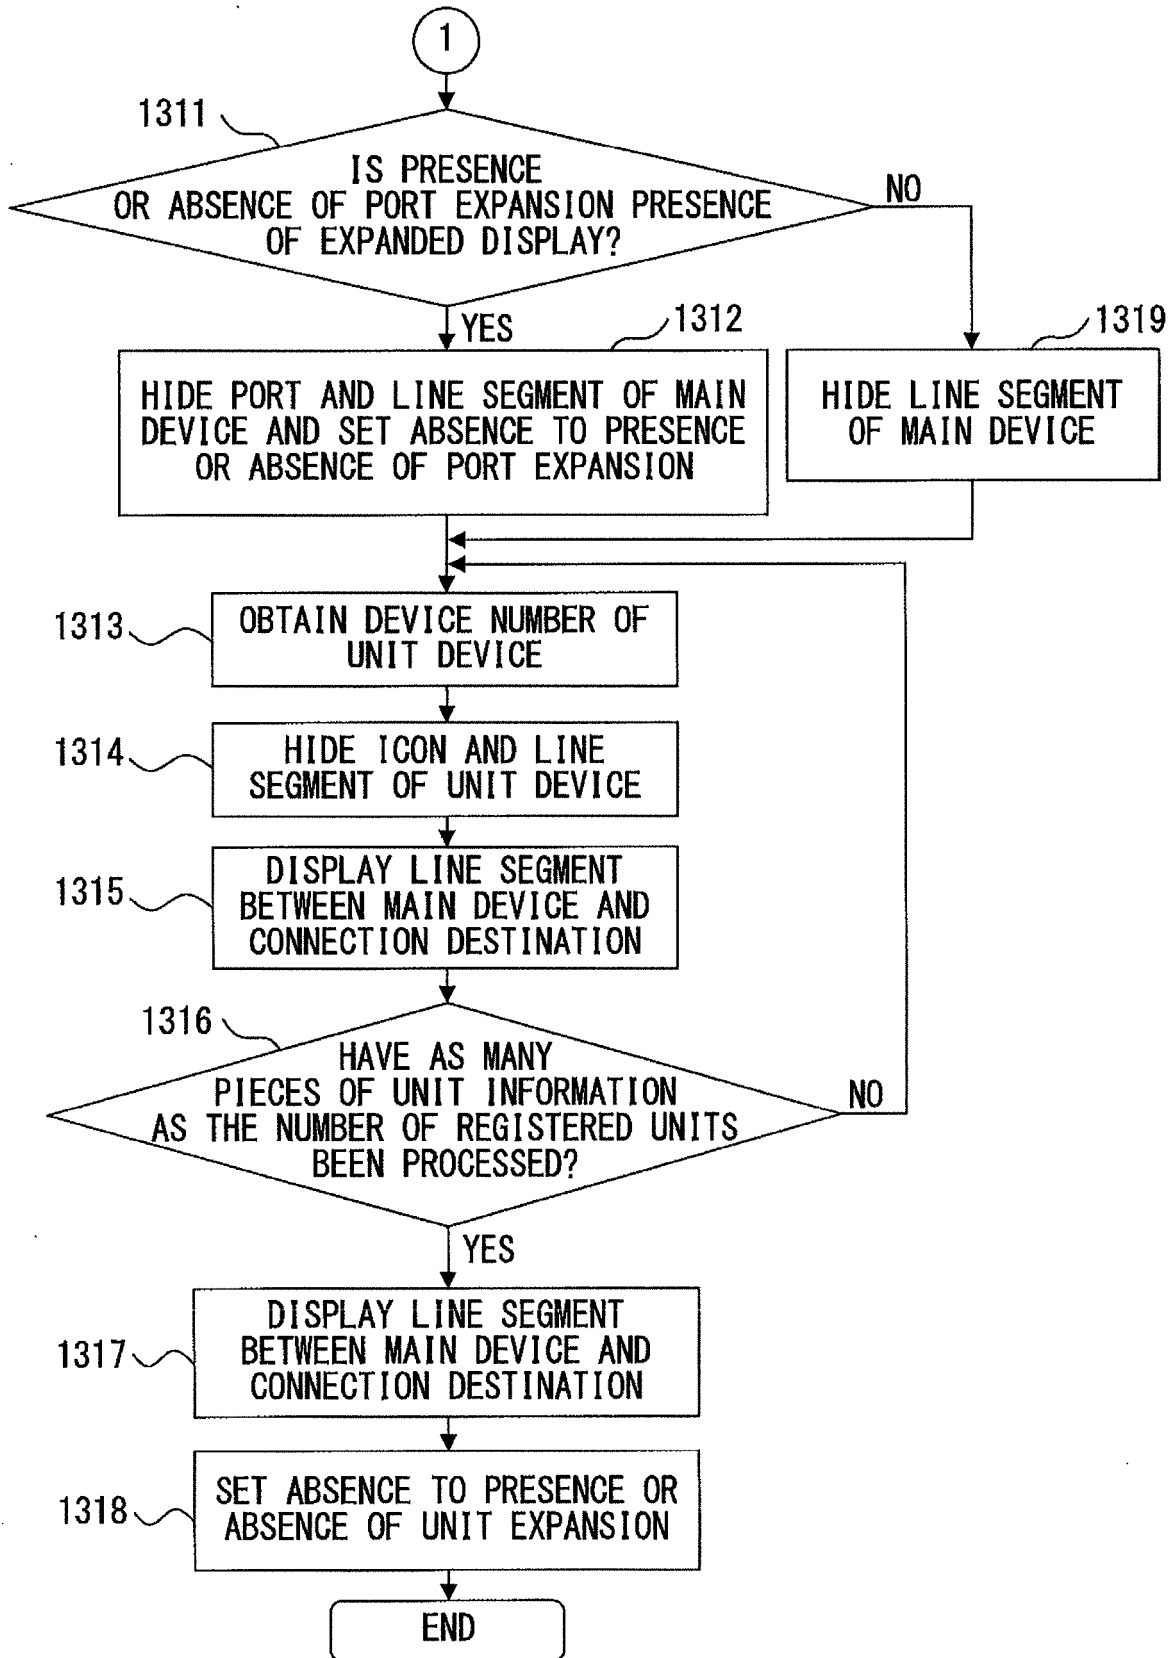 1
1311
IS PRESENCE
OR ABSENCE OF PORT EXPANSION PRESENCE
OF EXPANDED DISPLAY?
NO
YES
1312
HIDE PORT AND LINE SEGMENT OF MAIN
DEVICE AND SET ABSENCE TO PRESENCE
OR ABSENCE OF PORT EXPANSION
1319
HIDE LINE SEGMENT
OF MAIN DEVICE
1313
OBTAIN DEVICE NUMBER OF
UNIT DEVICE
1314
HIDE ICON AND LINE
SEGMENT OF UNIT DEVICE
1315
DISPLAY LINE SEGMENT
BETWEEN MAIN DEVICE AND
CONNECTION DESTINATION
1316
HAVE AS MANY
PIECES OF UNIT INFORMATION
AS THE NUMBER OF REGISTERED UNITS
BEEN PROCESSED?
NO
YES
1317
DISPLAY LINE SEGMENT
BETWEEN MAIN DEVICE AND
CONNECTION DESTINATION
1318
SET ABSENCE TO PRESENCE OR
ABSENCE OF UNIT EXPANSION
END